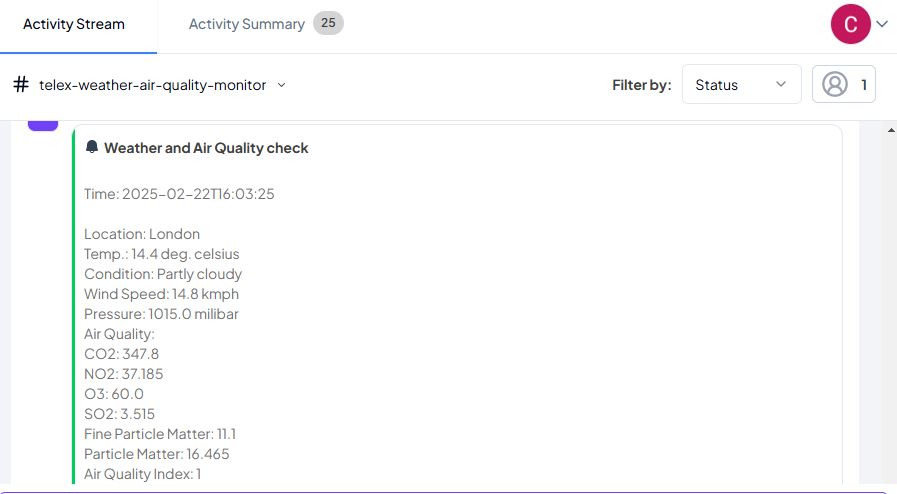 Activity Stream
Activity Summary 25
C
# telex-weather-air-quality-monitor
Filter by: Status 1
Weather and Air Quality check
Time: 2025-02-22T16:03:25
Location: London
Temp.: 14.4 deg. celsius
Condition: Partly cloudy
Wind Speed: 14.8 kmph
Pressure: 1015.0 milibar
Air Quality:
CO2: 347.8
NO2: 37.185
O3: 60.0
SO2: 3.515
Fine Particle Matter: 11.1
Particle Matter: 16.465
Air Quality Index: 1